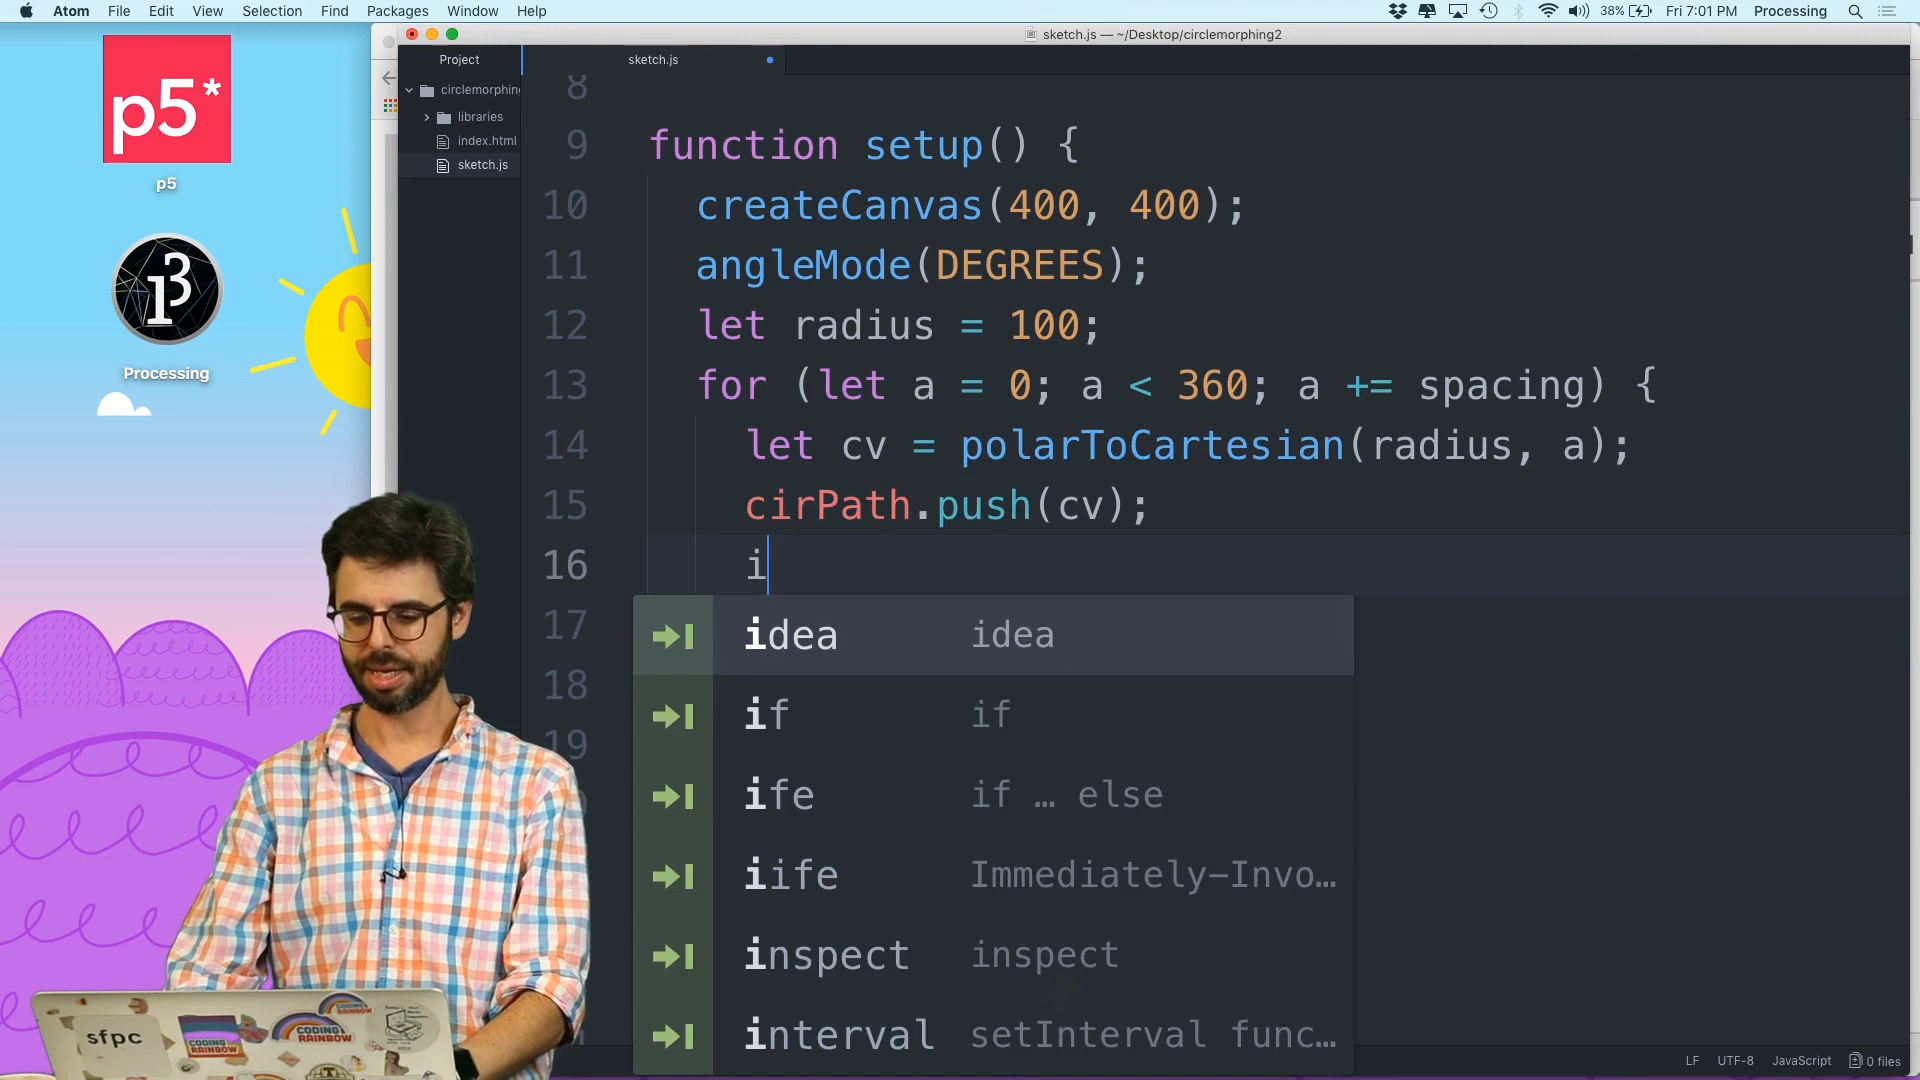 Atom File Edit View Selection Find Packages Window Help 38% Fri 7:01 PM Processing
sketch.js — ~/Desktop/circlemorphing2
Project sketch.js
circlemorphing
libraries
index.html
sketch.js
p5*
p5
Processing
8
9 function setup() {
10 createCanvas(400, 400);
11 angleMode(DEGREES);
12 let radius = 100;
13 for (let a = 0; a < 360; a += spacing) {
14 let cv = polarToCartesian(radius, a);
15 cirPath.push(cv);
16 i
17
18
19
idea idea
if if
ife if … else
iife Immediately-Invo…
inspect inspect
interval setInterval func…
sfpc
CODING RAINBOW
CODING RAINBOW
CODING RAINBOW
LF UTF-8 JavaScript 0 files